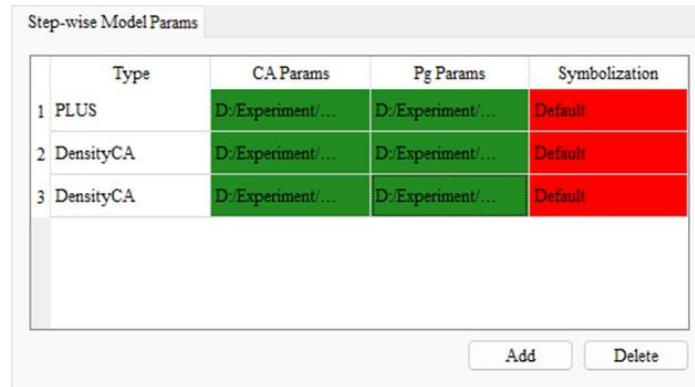 Step-wise Model Params
Type CA Params Pg Params Symbolization
1 PLUS D:/Experiment/... D:/Experiment/... Default
2 DensityCA D:/Experiment/... D:/Experiment/... Default
3 DensityCA D:/Experiment/... D:/Experiment/... Default
Add Delete